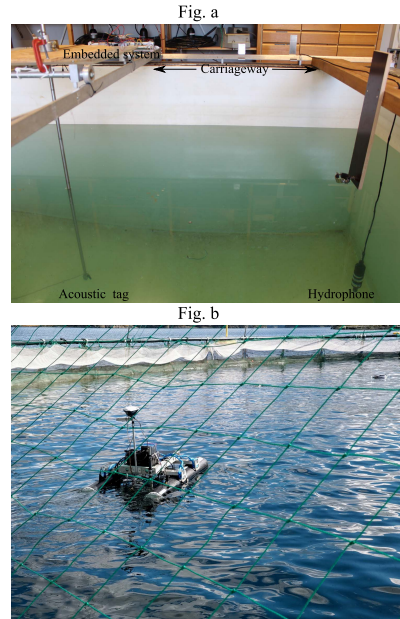 Fig. a
Embedded system
Carriageway
Acoustic tag
Hydrophone
Fig. b